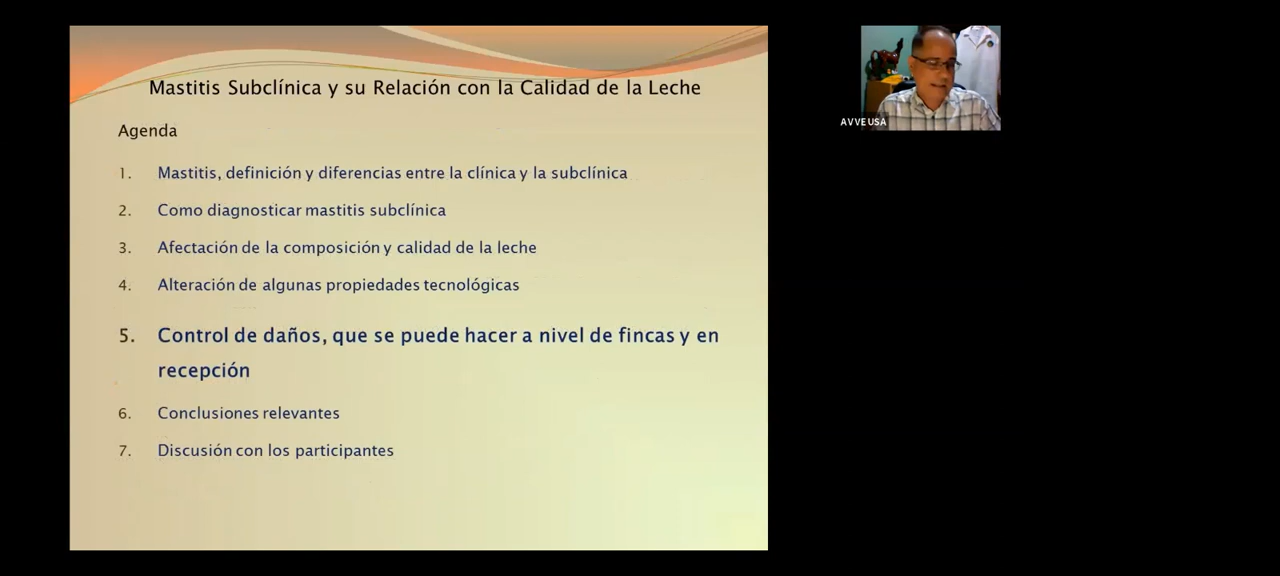 Mastitis Subclínica y su Relación con la Calidad de la Leche
Agenda
1. Mastitis, definición y diferencias entre la clínica y la subclínica
2. Como diagnosticar mastitis subclínica
3. Afectación de la composición y calidad de la leche
4. Alteración de algunas propiedades tecnológicas
5. Control de daños, que se puede hacer a nivel de fincas y en
recepción
6. Conclusiones relevantes
7. Discusión con los participantes
AVVEUSA